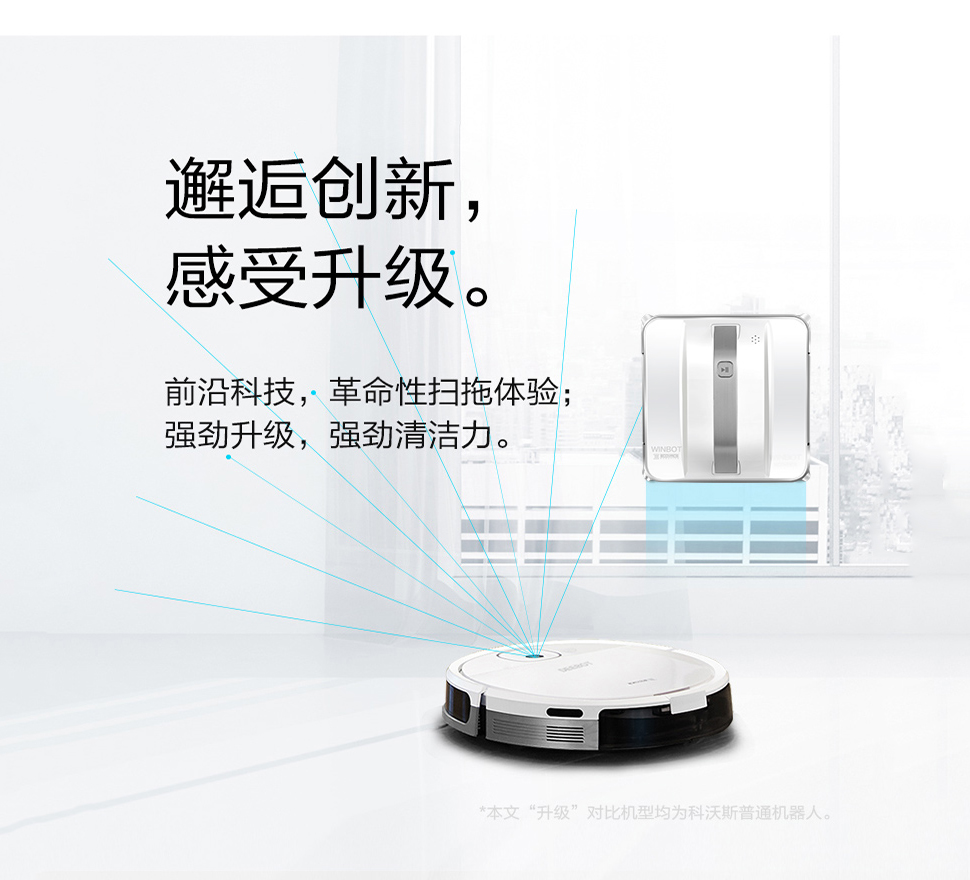 邂逅创新，
感受升级。
前沿科技，革命性扫拖体验；
强劲升级，强劲清洁力。
WINBOT
DEEBOT
*本文“升级”对比机型均为科沃斯普通机器人。